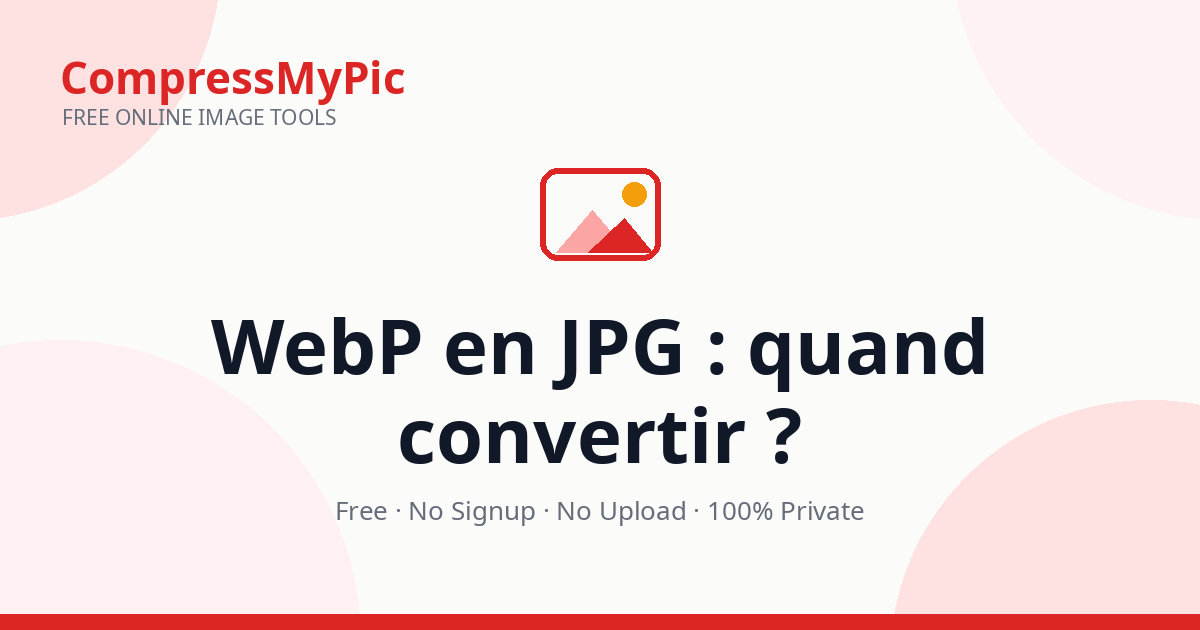 CompressMyPic
FREE ONLINE IMAGE TOOLS
WebP en JPG : quand
convertir ?
Free · No Signup · No Upload · 100% Private